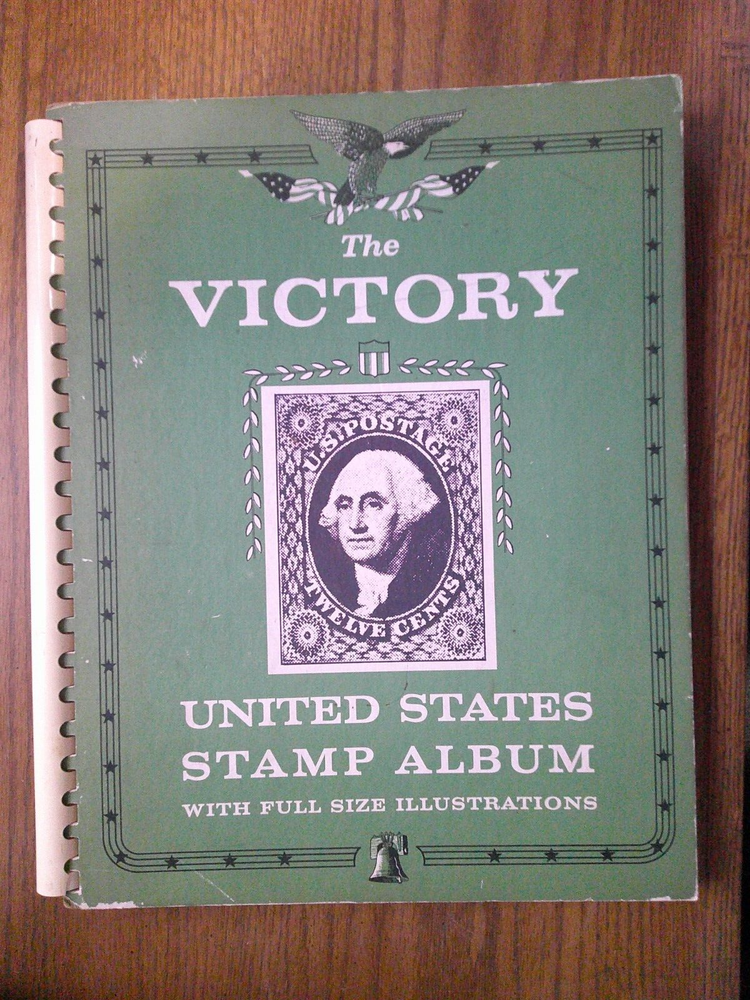 The
VICTORY
U.S. POSTAGE
TWELVE CENTS
UNITED STATES
STAMP ALBUM
WITH FULL SIZE ILLUSTRATIONS